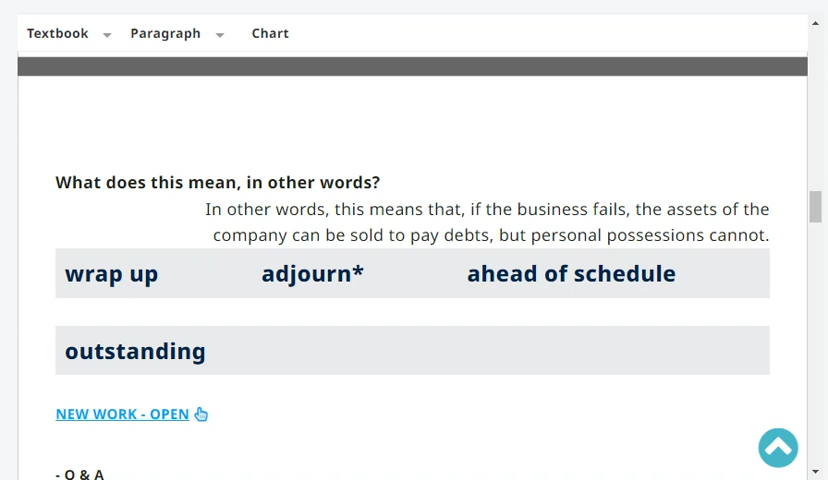 Textbook Paragraph Chart
What does this mean, in other words?
In other words, this means that, if the business fails, the assets of the
company can be sold to pay debts, but personal possessions cannot.
wrap up adjourn* ahead of schedule
outstanding
NEW WORK - OPEN
- Q & A